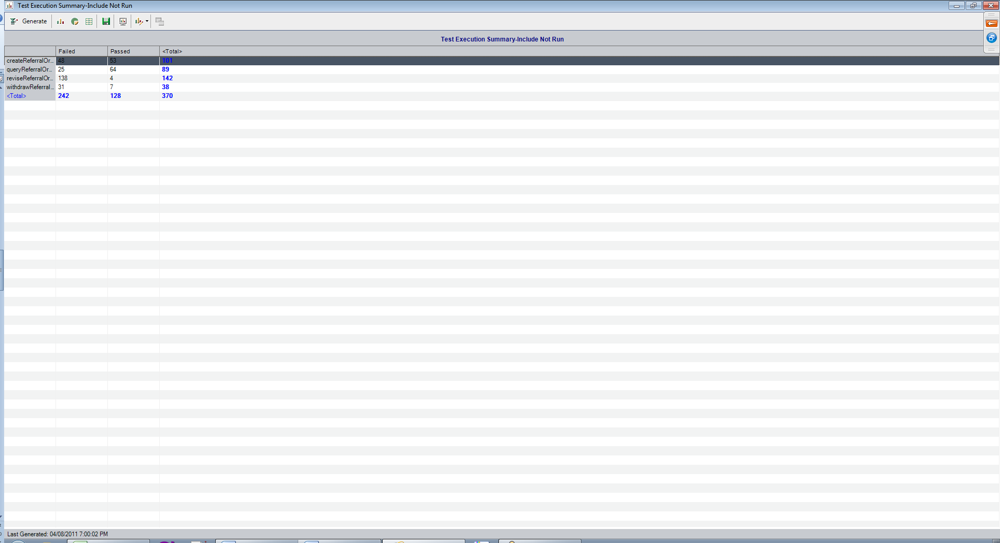 Test Execution Summary-Include Not Run
Generate
Test Execution Summary-Include Not Run
Failed Passed <Total>
createReferralOr... 48 53 101
queryReferralOr... 25 64 89
reviseReferralOr... 138 4 142
withdrawReferral... 31 7 38
<Total> 242 128 370
Last Generated: 04/08/2011 7:00:02 PM